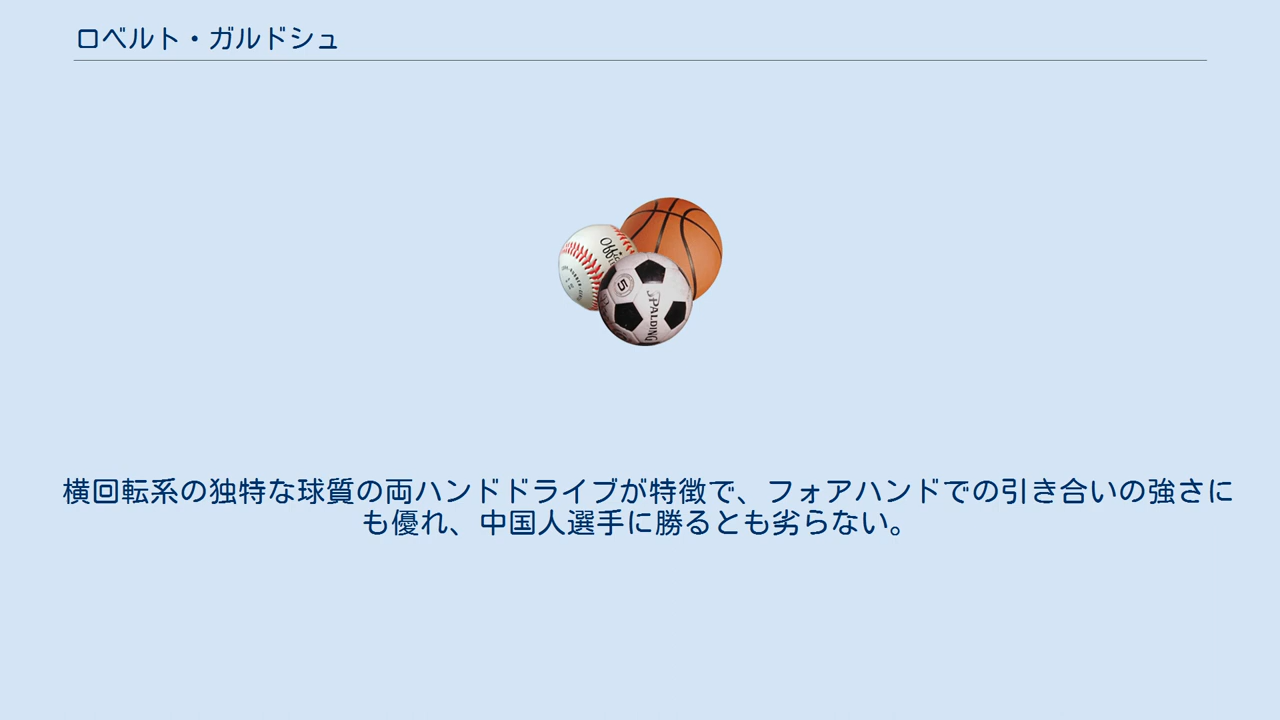 ロベルト・ガルドシュ
Offic
5
SPALDING
横回転系の独特な球質の両ハンドドライブが特徴で、フォアハンドでの引き合いの強さに
も優れ、中国人選手に勝るとも劣らない。